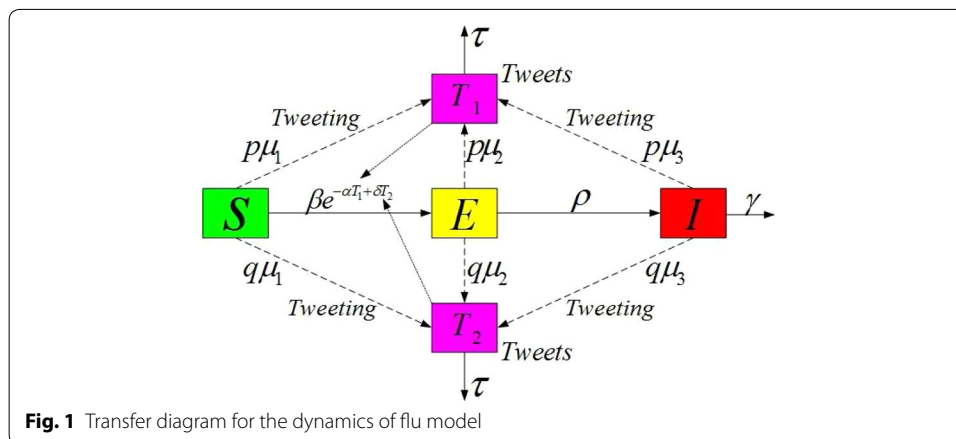 τ
Tweets
T₁
Tweeting
Tweeting
pμ₁
pμ₂
pμ₃
S
βe^{-αT₁+δT₂}
E
ρ
I
γ
qμ₁
qμ₂
qμ₃
Tweeting
Tweeting
T₂
Tweets
τ
Fig. 1 Transfer diagram for the dynamics of flu model